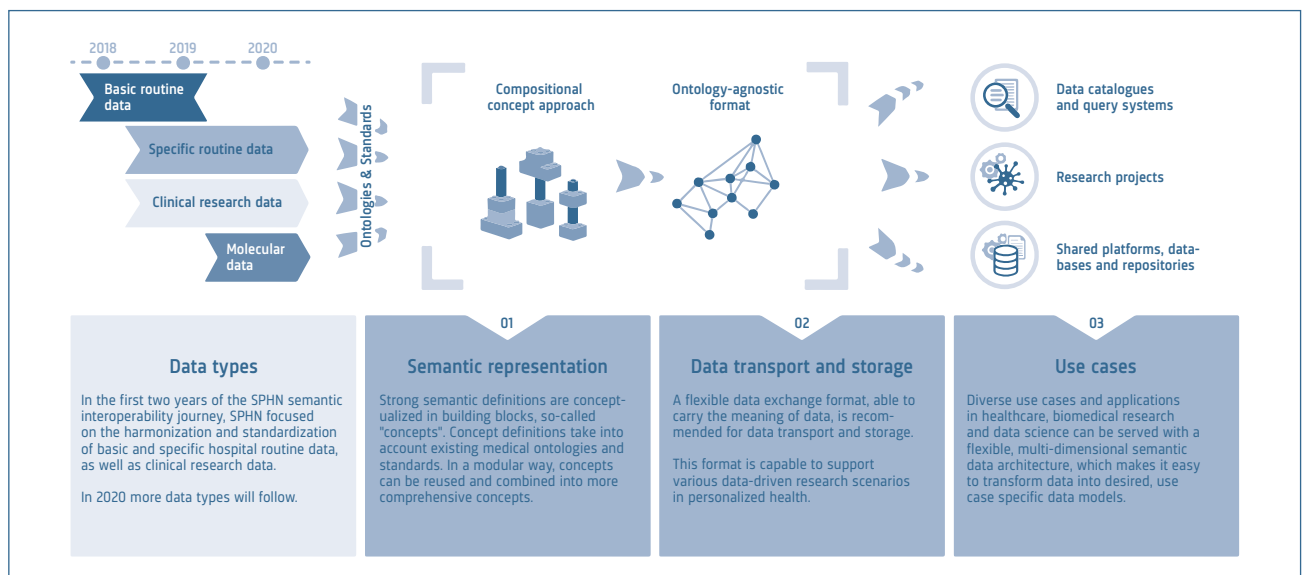 2018 2019 2020
Basic routine
data
Specific routine data
Clinical research data
Molecular
data
Ontologies & Standards
Compositional
concept approach
Ontology-agnostic
format
Data catalogues
and query systems
Research projects
Shared platforms, data-
bases and repositories
Data types
In the first two years of the SPHN semantic
interoperability journey, SPHN focused
on the harmonization and standardization
of basic and specific hospital routine data,
as well as clinical research data.
In 2020 more data types will follow.
01
Semantic representation
Strong semantic definitions are concept-
ualized in building blocks, so-called
"concepts". Concept definitions take into
account existing medical ontologies and
standards. In a modular way, concepts
can be reused and combined into more
comprehensive concepts.
02
Data transport and storage
A flexible data exchange format, able to
carry the meaning of data, is recom-
mended for data transport and storage.
This format is capable to support
various data-driven research scenarios
in personalized health.
03
Use cases
Diverse use cases and applications
in healthcare, biomedical research
and data science can be served with a
flexible, multi-dimensional semantic
data architecture, which makes it easy
to transform data into desired, use
case specific data models.